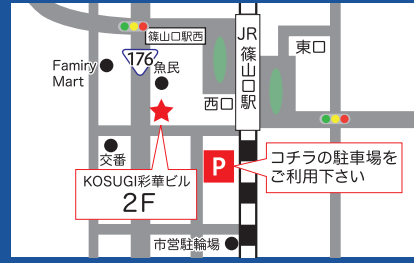 篠山口駅西
176
JR篠山口駅
東口
Famiry
Mart
魚民
西口
交番
P
コチラの駐車場を
ご利用下さい
KOSUGI彩華ビル
2F
市営駐輪場